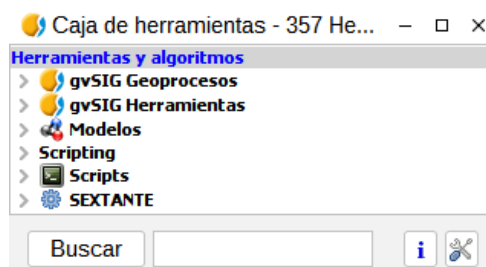 Caja de herramientas - 357 He...
Herramientas y algoritmos
gvSIG Geoprocesos
gvSIG Herramientas
Modelos
Scripting
Scripts
SEXTANTE
Buscar
i